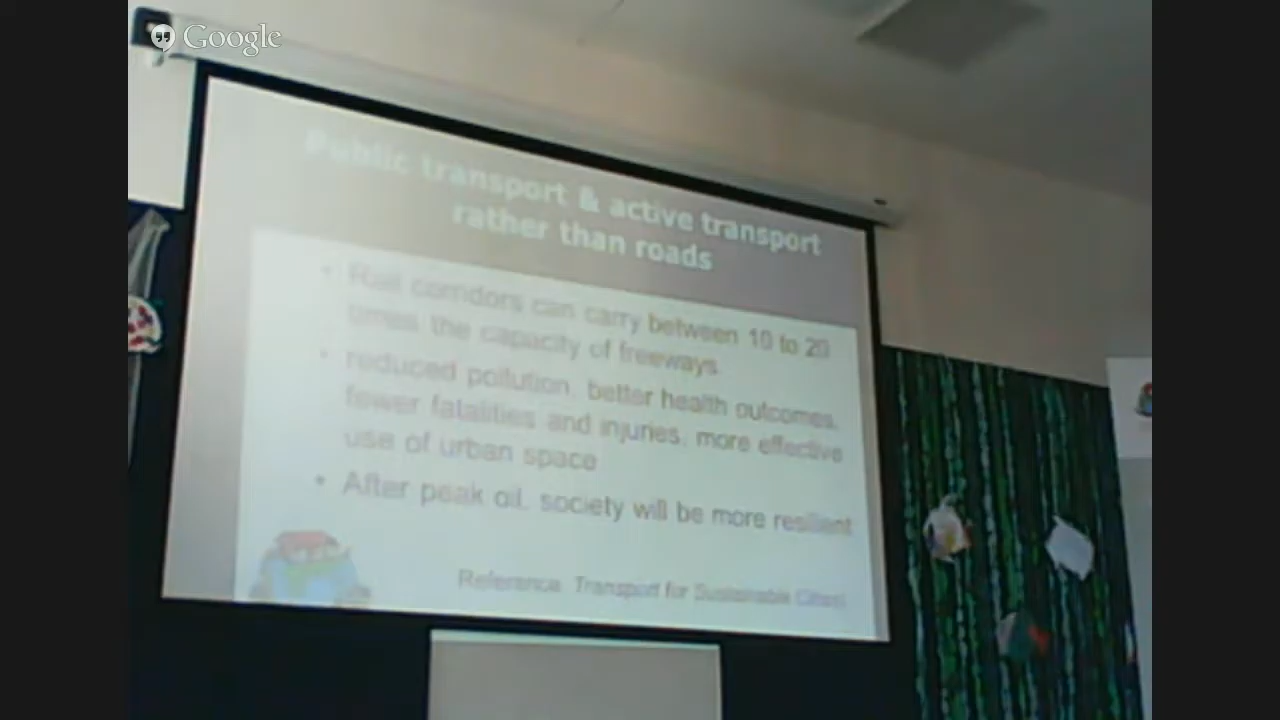 Google
Public transport & active transport
rather than roads
• Rail corridors can carry between 10 to 20
times the capacity of freeways
• reduced pollution, better health outcomes,
fewer fatalities and injuries, more effective
use of urban space
• After peak oil, society will be more resilient
Reference: Transport for Sustainable Cities